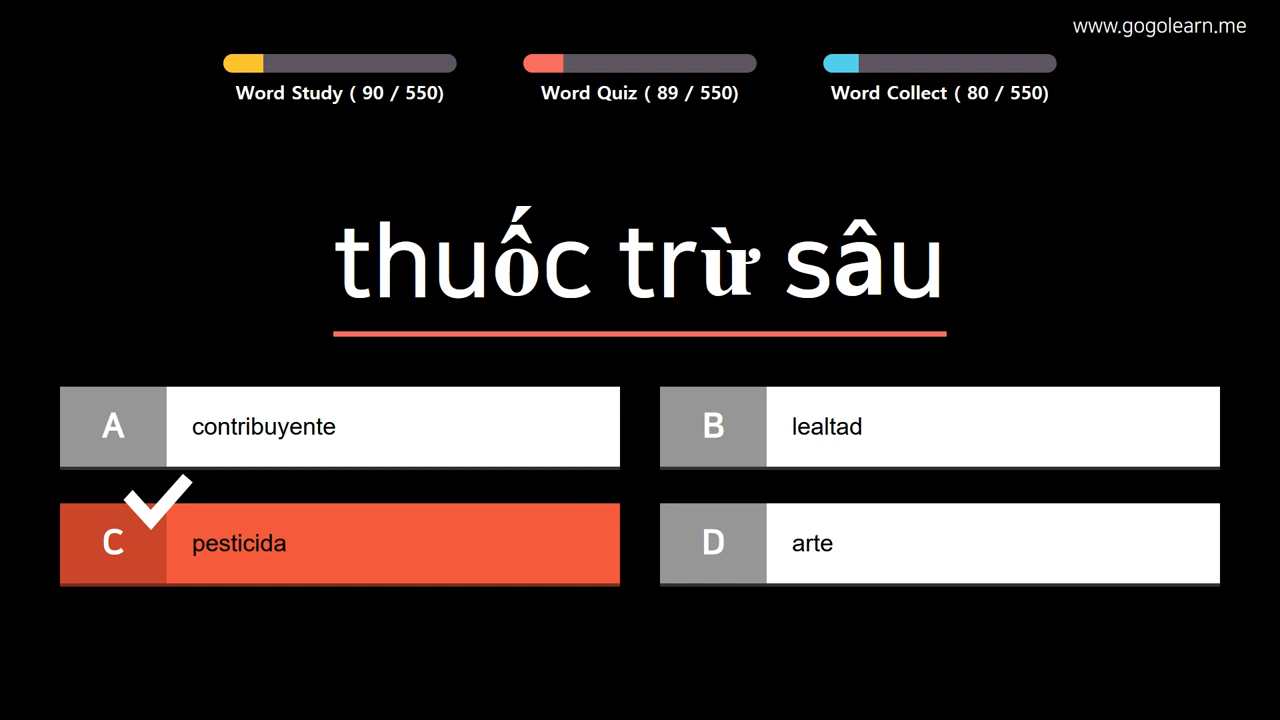 www.gogolearn.me
Word Study ( 90 / 550)
Word Quiz ( 89 / 550)
Word Collect ( 80 / 550)
thuốc trừ sâu
A contribuyente
B lealtad
C pesticida
D arte